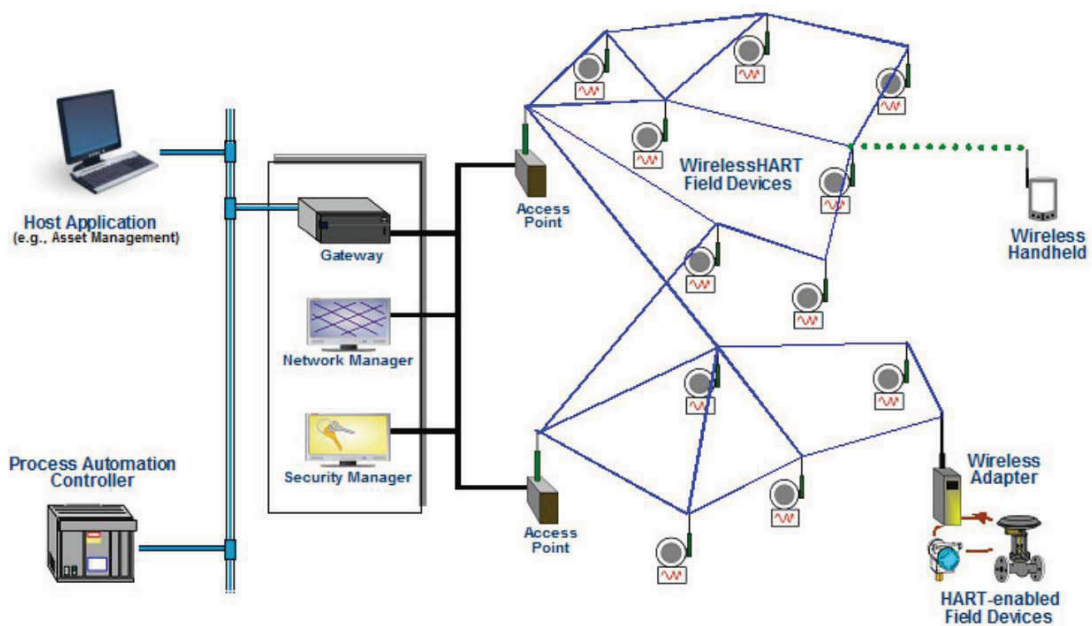 Host Application
(e.g., Asset Management)
Process Automation
Controller
Gateway
Network Manager
Security Manager
Access
Point
Access
Point
WirelessHART
Field Devices
Wireless
Handheld
Wireless
Adapter
HART-enabled
Field Devices